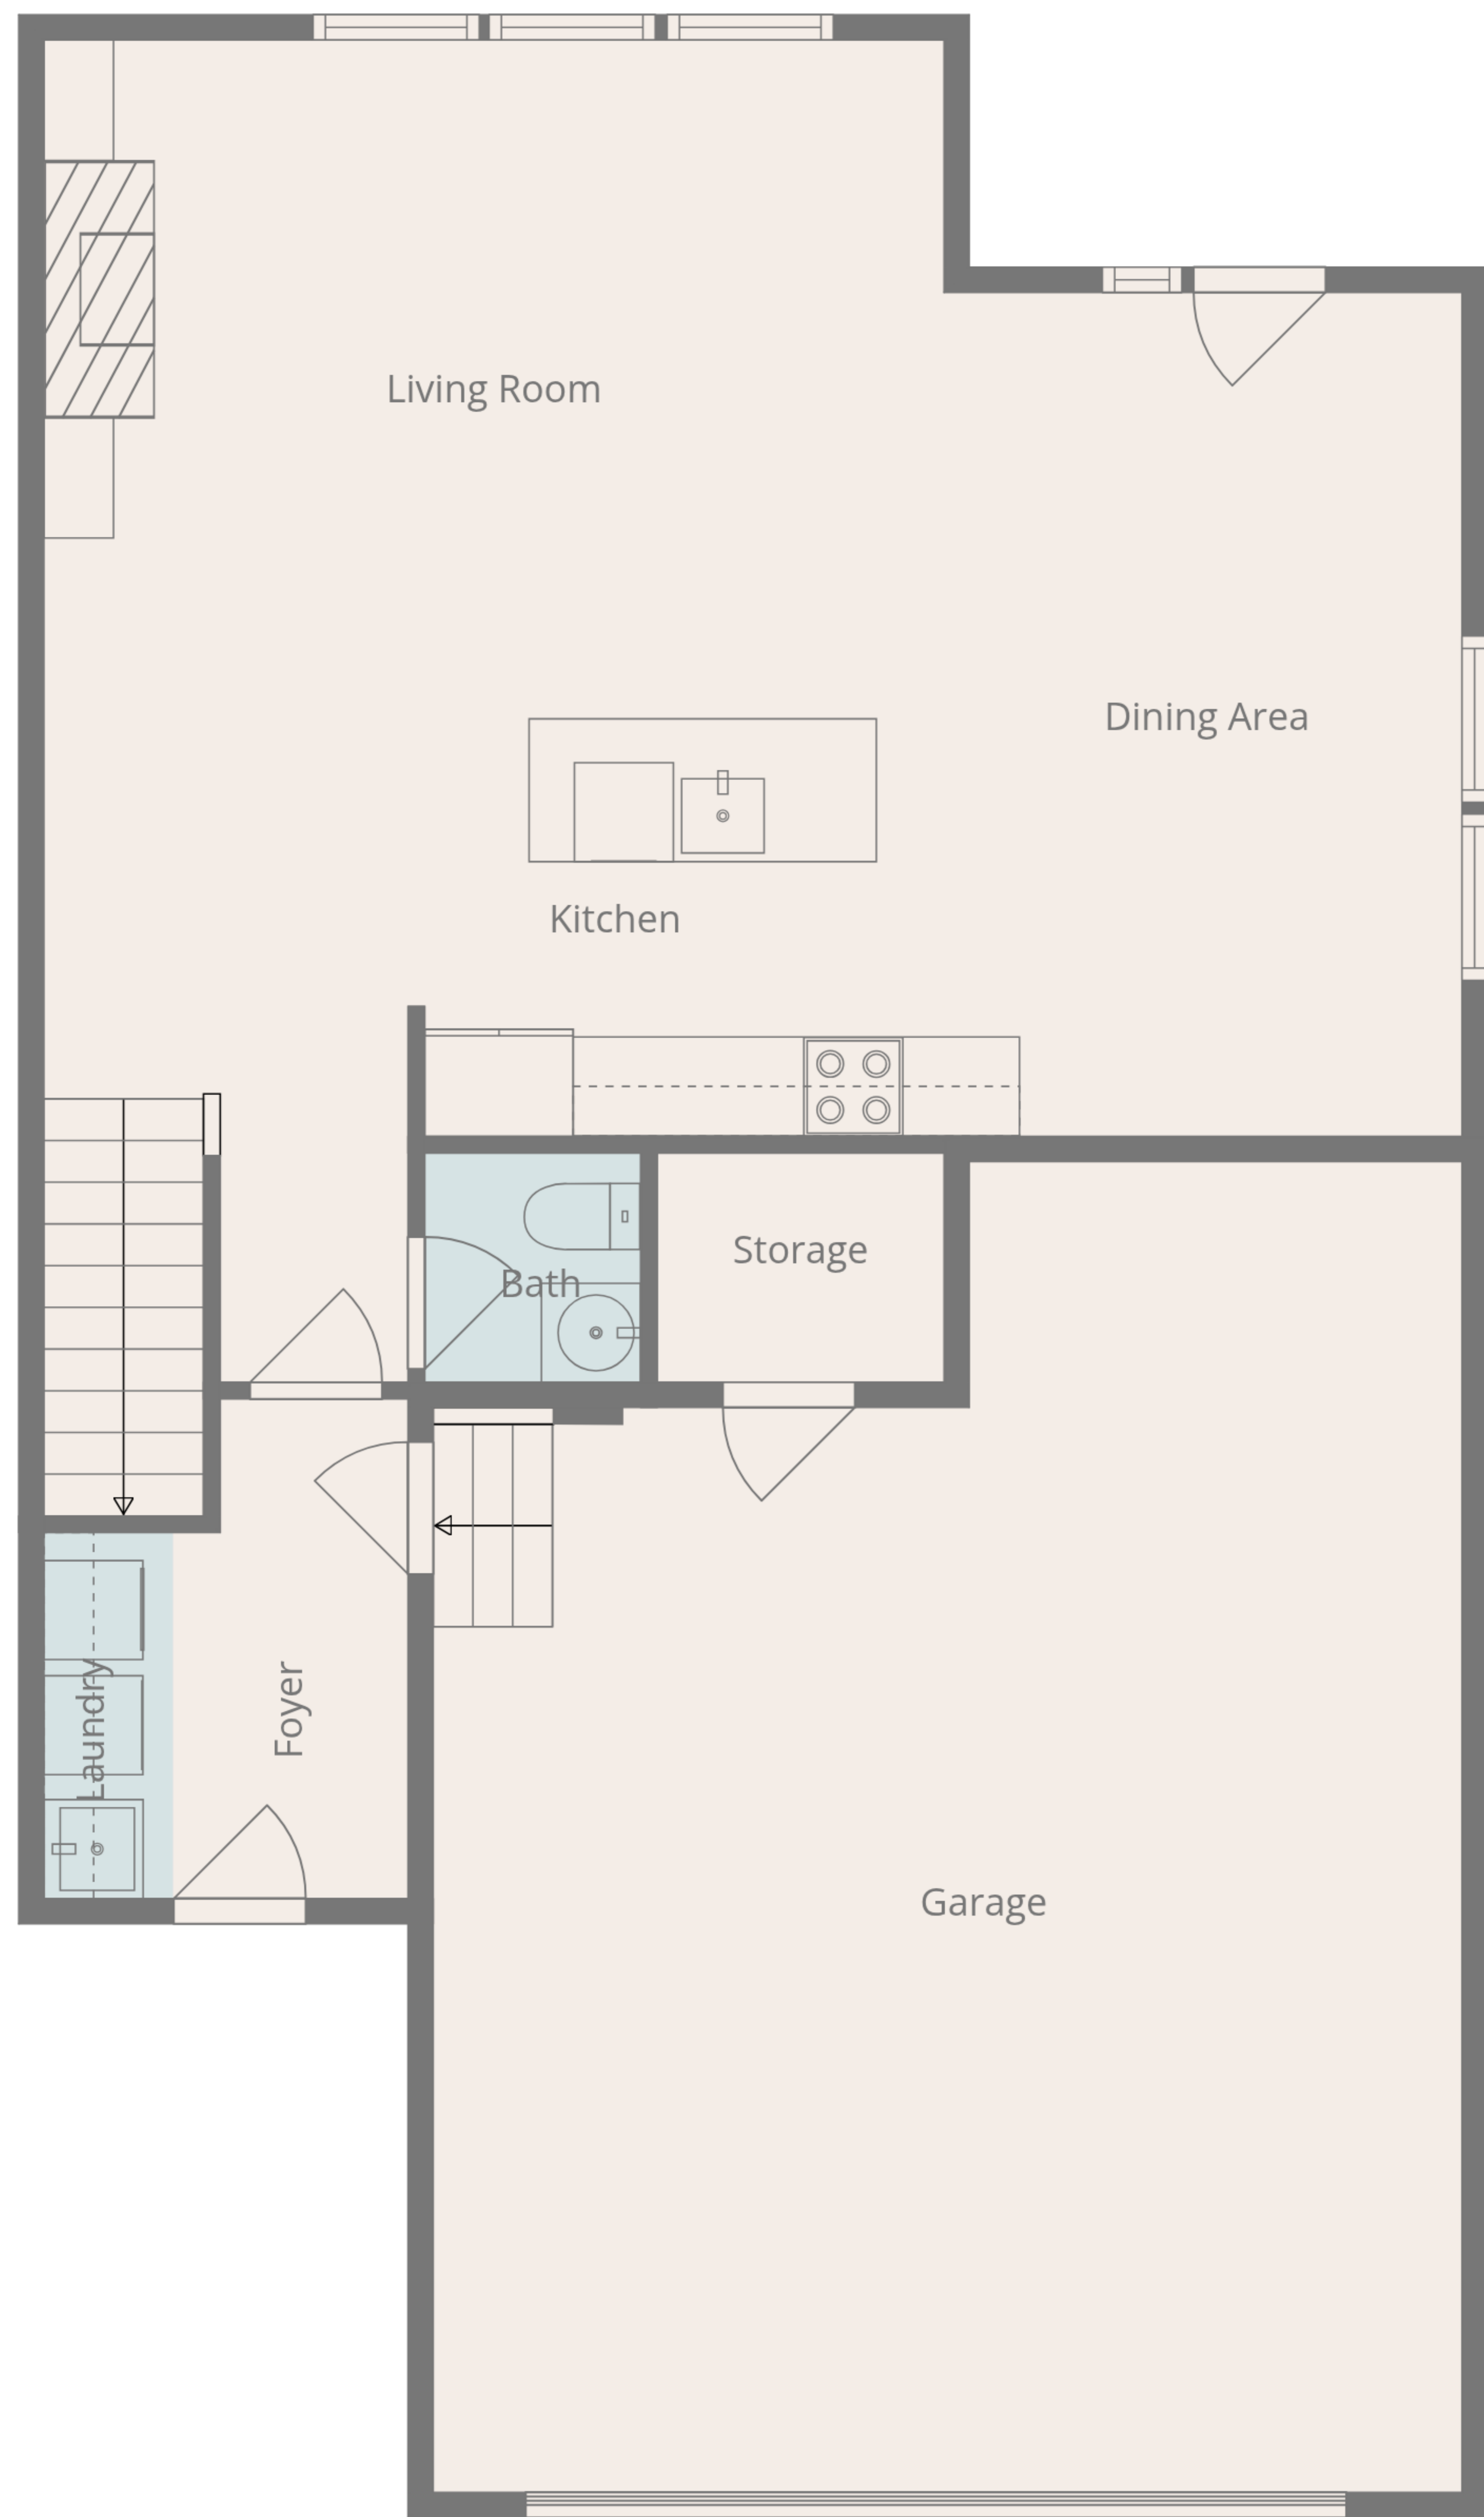 Living Room
Dining Area
Kitchen
Storage
Bath
Laundry
Foyer
Garage